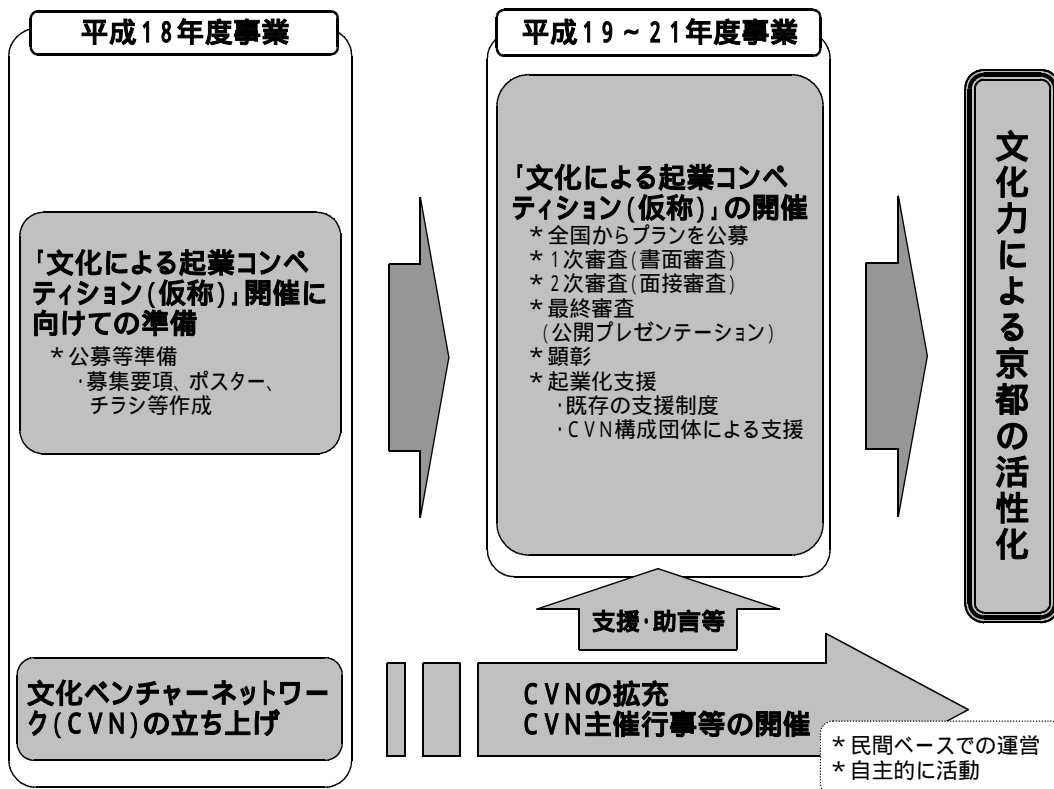 平成18年度事業
「文化による起業コンペ
ティション(仮称)」開催に
向けての準備
*公募等準備
・募集要項、ポスター、
チラシ等作成
文化ベンチャーネットワー
ク(CVN)の立ち上げ
平成19~21年度事業
「文化による起業コンペ
ティション(仮称)」の開催
*全国からプランを公募
*1次審査(書面審査)
*2次審査(面接審査)
*最終審査
(公開プレゼンテーション)
*顕彰
*起業化支援
・既存の支援制度
・CVN構成団体による支援
支援・助言等
CVNの拡充
CVN主催行事等の開催
*民間ベースでの運営
*自主的に活動
文化力による京都の活性化